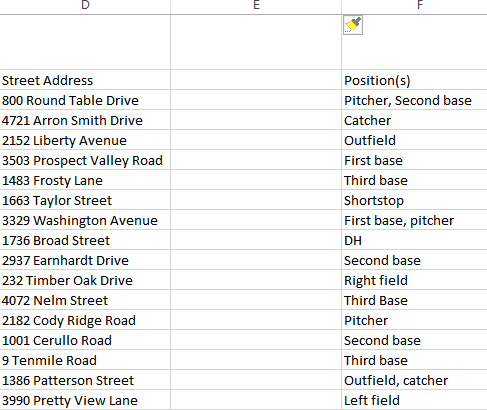 D E F
Street Address Position(s)
800 Round Table Drive Pitcher, Second base
4721 Arron Smith Drive Catcher
2152 Liberty Avenue Outfield
3503 Prospect Valley Road First base
1483 Frosty Lane Third base
1663 Taylor Street Shortstop
3329 Washington Avenue First base, pitcher
1736 Broad Street DH
2937 Earnhardt Drive Second base
232 Timber Oak Drive Right field
4072 Nelm Street Third Base
2182 Cody Ridge Road Pitcher
1001 Cerullo Road Second base
9 Tenmile Road Third base
1386 Patterson Street Outfield, catcher
3990 Pretty View Lane Left field